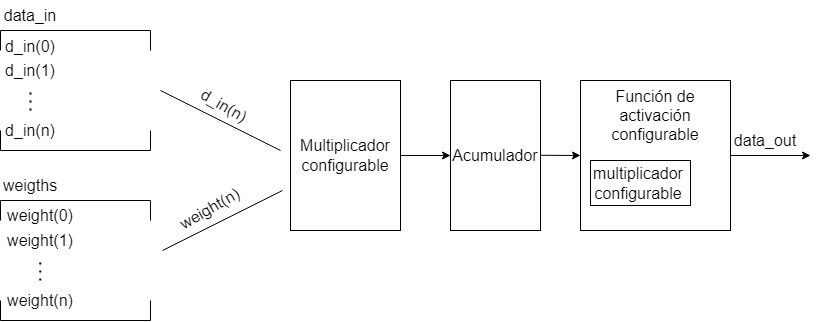 data_in
d_in(0)
d_in(1)
⋮
d_in(n)
weigths
weight(0)
weight(1)
⋮
weight(n)
d_in(n)
weight(n)
Multiplicador
configurable
Acumulador
Función de
activación
configurable
multiplicador
configurable
data_out